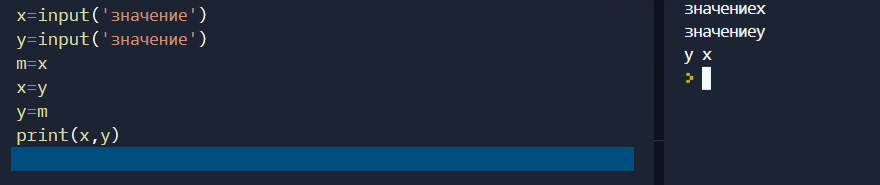 x=input('значение')
y=input('значение')
m=x
x=y
y=m
print(x,y)
значениеx
значениеy
y x
>